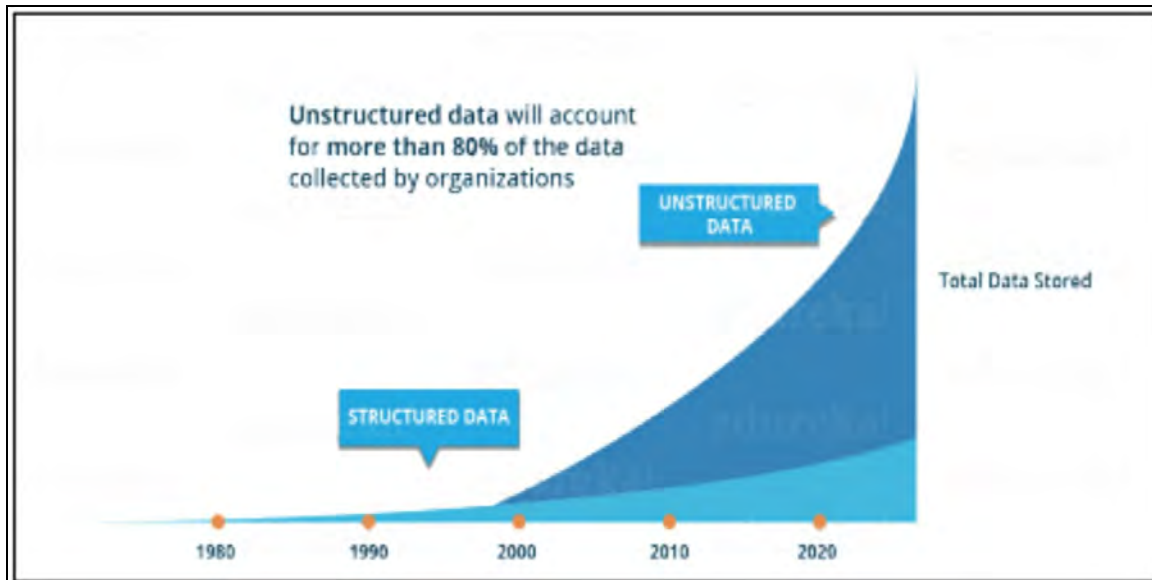 Unstructured data will account
for more than 80% of the data
collected by organizations
UNSTRUCTURED
DATA
Total Data Stored
STRUCTURED DATA
1980 1990 2000 2010 2020